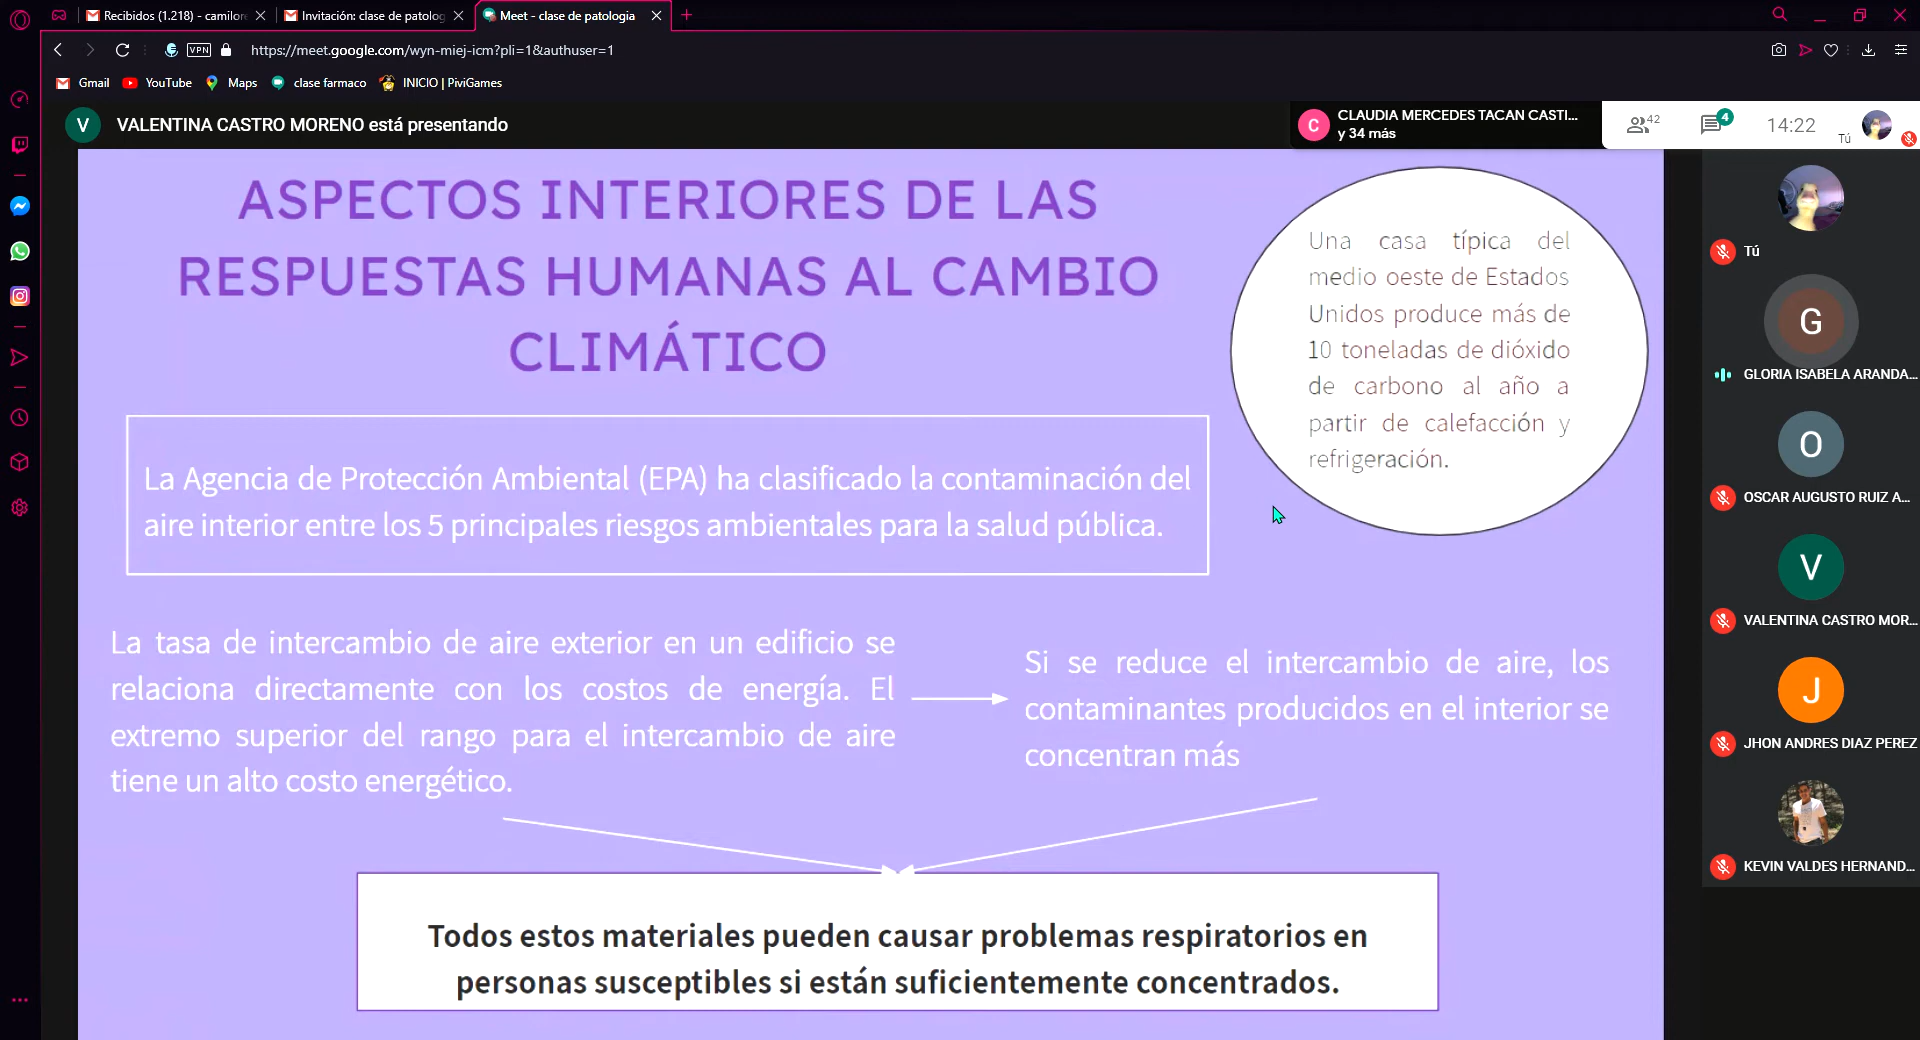 Recibidos (1.218) - camilore
Invitación: clase de patolog
Meet - clase de patologia
VPN
https://meet.google.com/wyn-miej-icm?pli=1&authuser=1
Gmail
YouTube
Maps
clase farmaco
INICIO | PiviGames
V
VALENTINA CASTRO MORENO está presentando
C
CLAUDIA MERCEDES TACAN CASTI...
y 34 más
42
4
14:22
Tú
ASPECTOS INTERIORES DE LAS
RESPUESTAS HUMANAS AL CAMBIO
CLIMÁTICO
Una casa típica del
medio oeste de Estados
Unidos produce más de
10 toneladas de dióxido
de carbono al año a
partir de calefacción y
refrigeración.
La Agencia de Protección Ambiental (EPA) ha clasificado la contaminación del
aire interior entre los 5 principales riesgos ambientales para la salud pública.
La tasa de intercambio de aire exterior en un edificio se
relaciona directamente con los costos de energía. El
extremo superior del rango para el intercambio de aire
tiene un alto costo energético.
Si se reduce el intercambio de aire, los
contaminantes producidos en el interior se
concentran más
Todos estos materiales pueden causar problemas respiratorios en
personas susceptibles si están suficientemente concentrados.
Tú
G
GLORIA ISABELA ARANDA...
O
OSCAR AUGUSTO RUIZ A...
V
VALENTINA CASTRO MOR...
J
JHON ANDRES DIAZ PEREZ
KEVIN VALDES HERNAND...